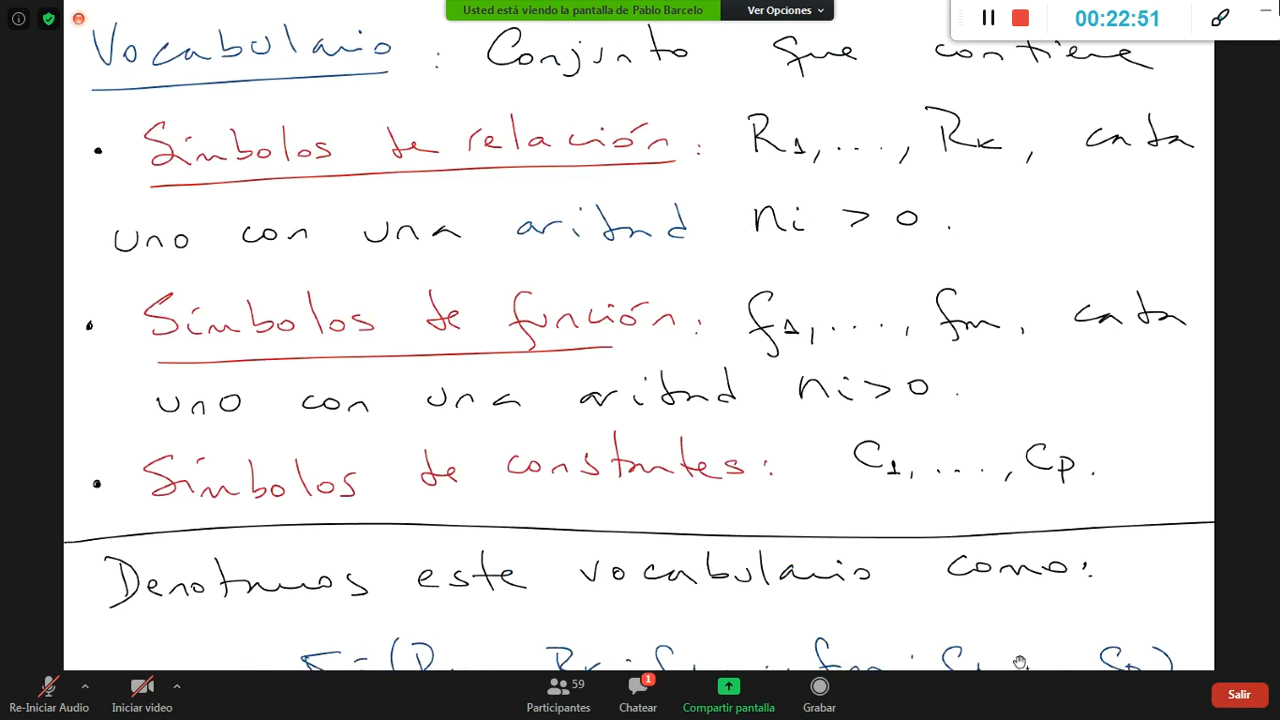 Usted está viendo la pantalla de Pablo Barcelo
Ver Opciones
00:22:51
Vocabulario : Conjunto que contiene
• Símbolos de relación : R1, ..., Rk, cada
uno con una aridad ni > 0.
• Símbolos de función : f1, ..., fm, cada
uno con una aridad ni > 0.
• Símbolos de constantes : C1, ..., Cp.
Denotamos este vocabulario como:
Re-Iniciar Audio
Iniciar video
59
Participantes
1
Chatear
Compartir pantalla
Grabar
Salir